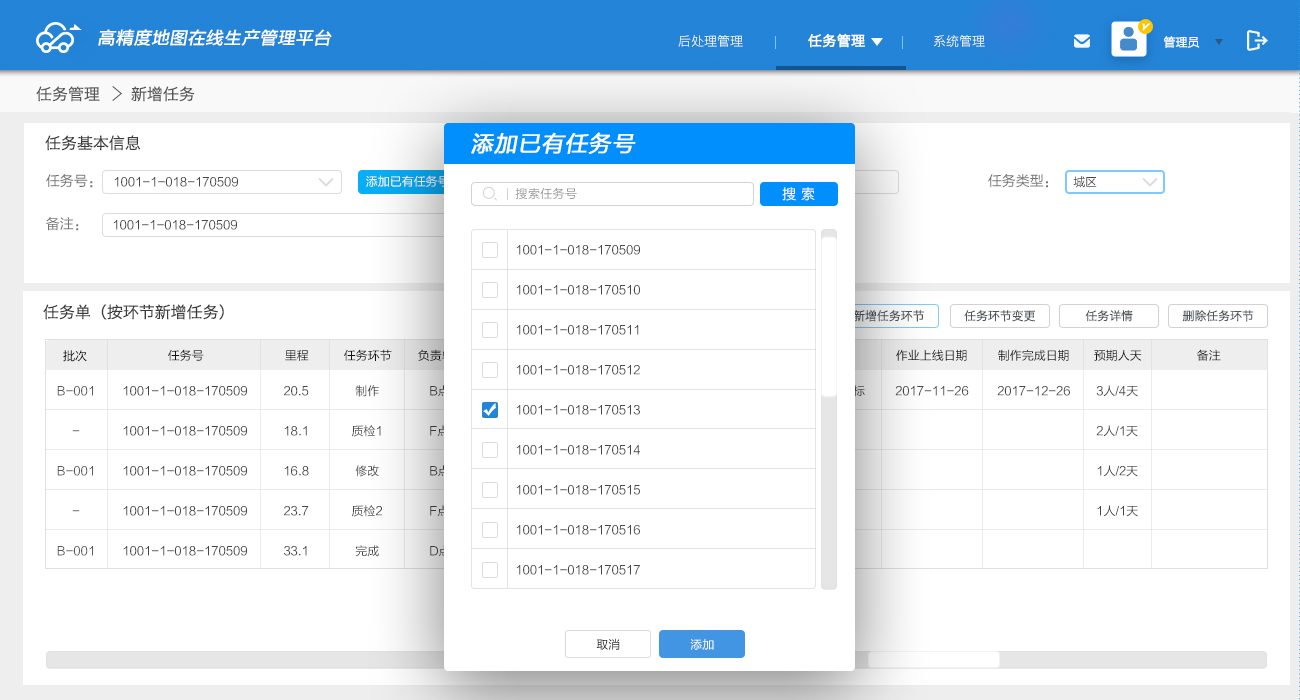 高精度地图在线生产管理平台
后处理管理 任务管理 系统管理 管理员
任务管理 新增任务
任务基本信息
任务号： 1001-1-018-170509 添加已有任务号
任务类型： 城区
备注： 1001-1-018-170509
添加已有任务号
搜索任务号 搜索
1001-1-018-170509
1001-1-018-170510
1001-1-018-170511
1001-1-018-170512
1001-1-018-170513
1001-1-018-170514
1001-1-018-170515
1001-1-018-170516
1001-1-018-170517
取消 添加
任务单（按环节新增任务）
新增任务环节 任务环节变更 任务详情 删除任务环节
批次 任务号 里程 任务环节 负责 作业上线日期 制作完成日期 预期人天 备注
B-001 1001-1-018-170509 20.5 制作 B点 标 2017-11-26 2017-12-26 3人/4天
- 1001-1-018-170509 18.1 质检1 F点 2人/1天
B-001 1001-1-018-170509 16.8 修改 B点 1人/2天
- 1001-1-018-170509 23.7 质检2 F点 1人/1天
B-001 1001-1-018-170509 33.1 完成 D点